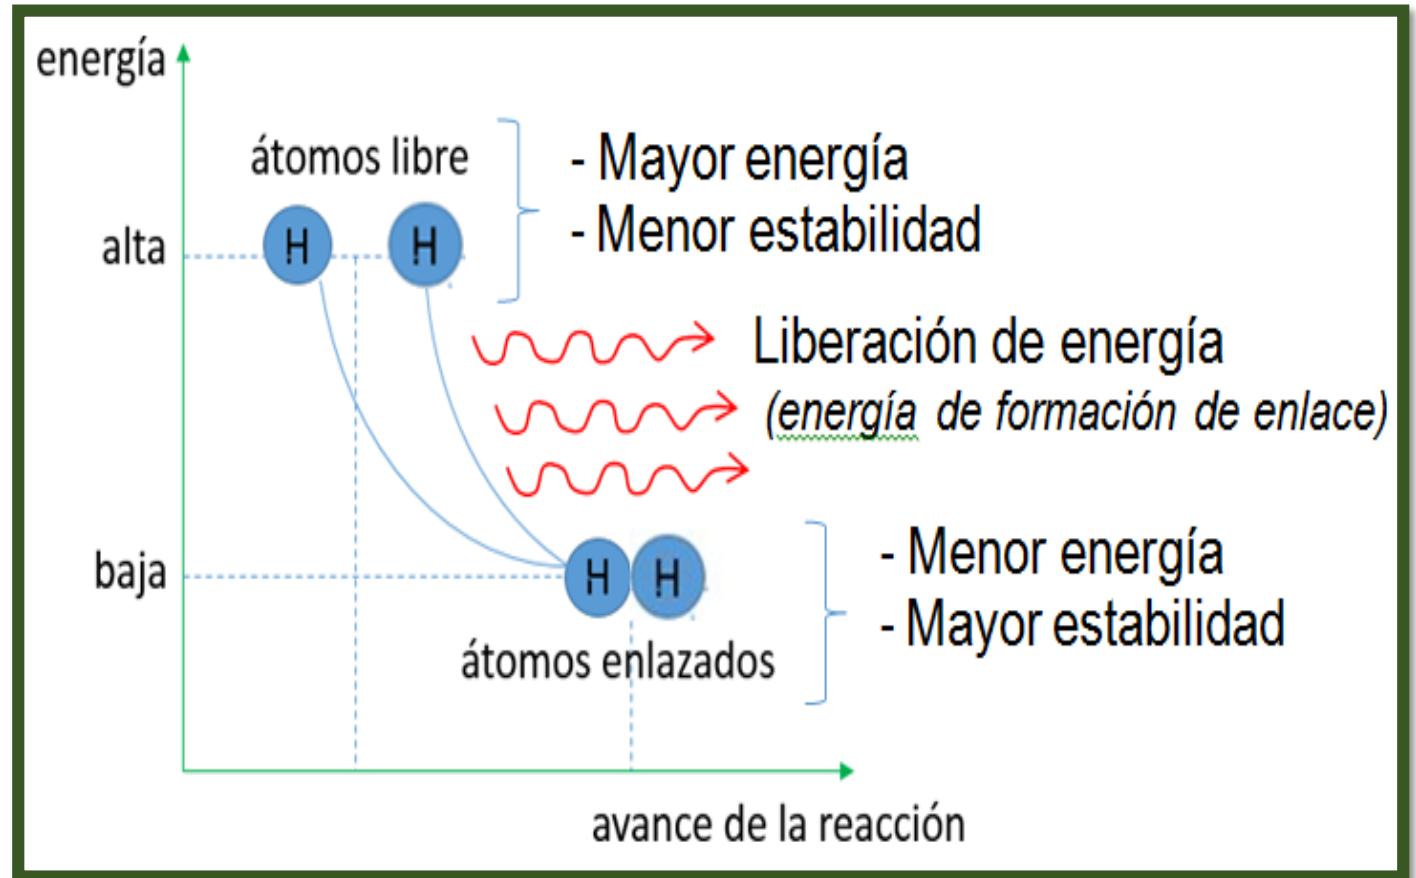 energía
átomos libre
- Mayor energía
- Menor estabilidad
alta
H
H
Liberación de energía
(energía de formación de enlace)
baja
H
H
- Menor energía
- Mayor estabilidad
átomos enlazados
avance de la reacción